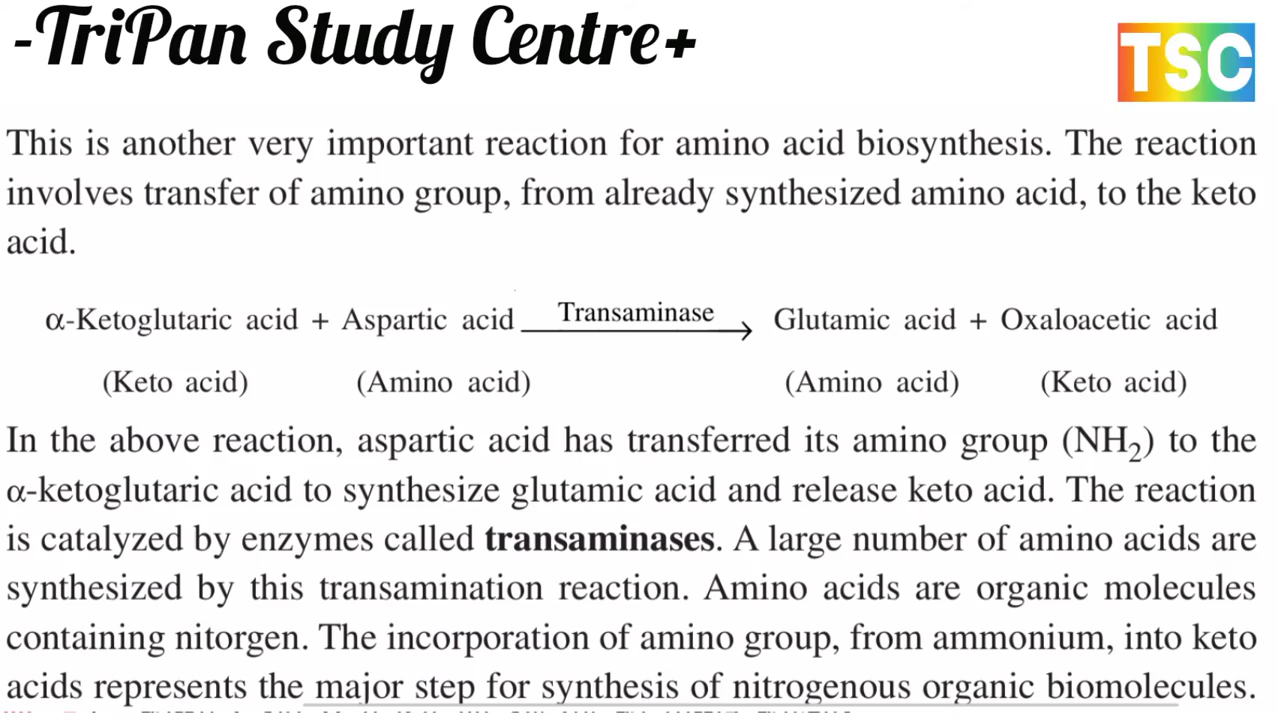 -TriPan Study Centre+
TSC
This is another very important reaction for amino acid biosynthesis. The reaction
involves transfer of amino group, from already synthesized amino acid, to the keto
acid.
α-Ketoglutaric acid + Aspartic acid Transaminase → Glutamic acid + Oxaloacetic acid
(Keto acid) (Amino acid) (Amino acid) (Keto acid)
In the above reaction, aspartic acid has transferred its amino group (NH₂) to the
α-ketoglutaric acid to synthesize glutamic acid and release keto acid. The reaction
is catalyzed by enzymes called transaminases. A large number of amino acids are
synthesized by this transamination reaction. Amino acids are organic molecules
containing nitorgen. The incorporation of amino group, from ammonium, into keto
acids represents the major step for synthesis of nitrogenous organic biomolecules.